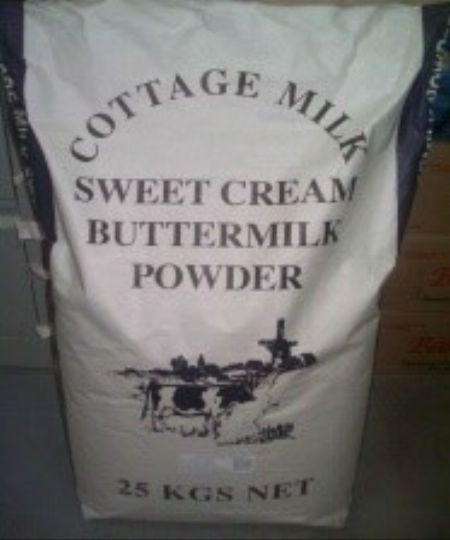 COTTAGE MILK
SWEET CREAM
BUTTERMILK
POWDER
25 KGS NET